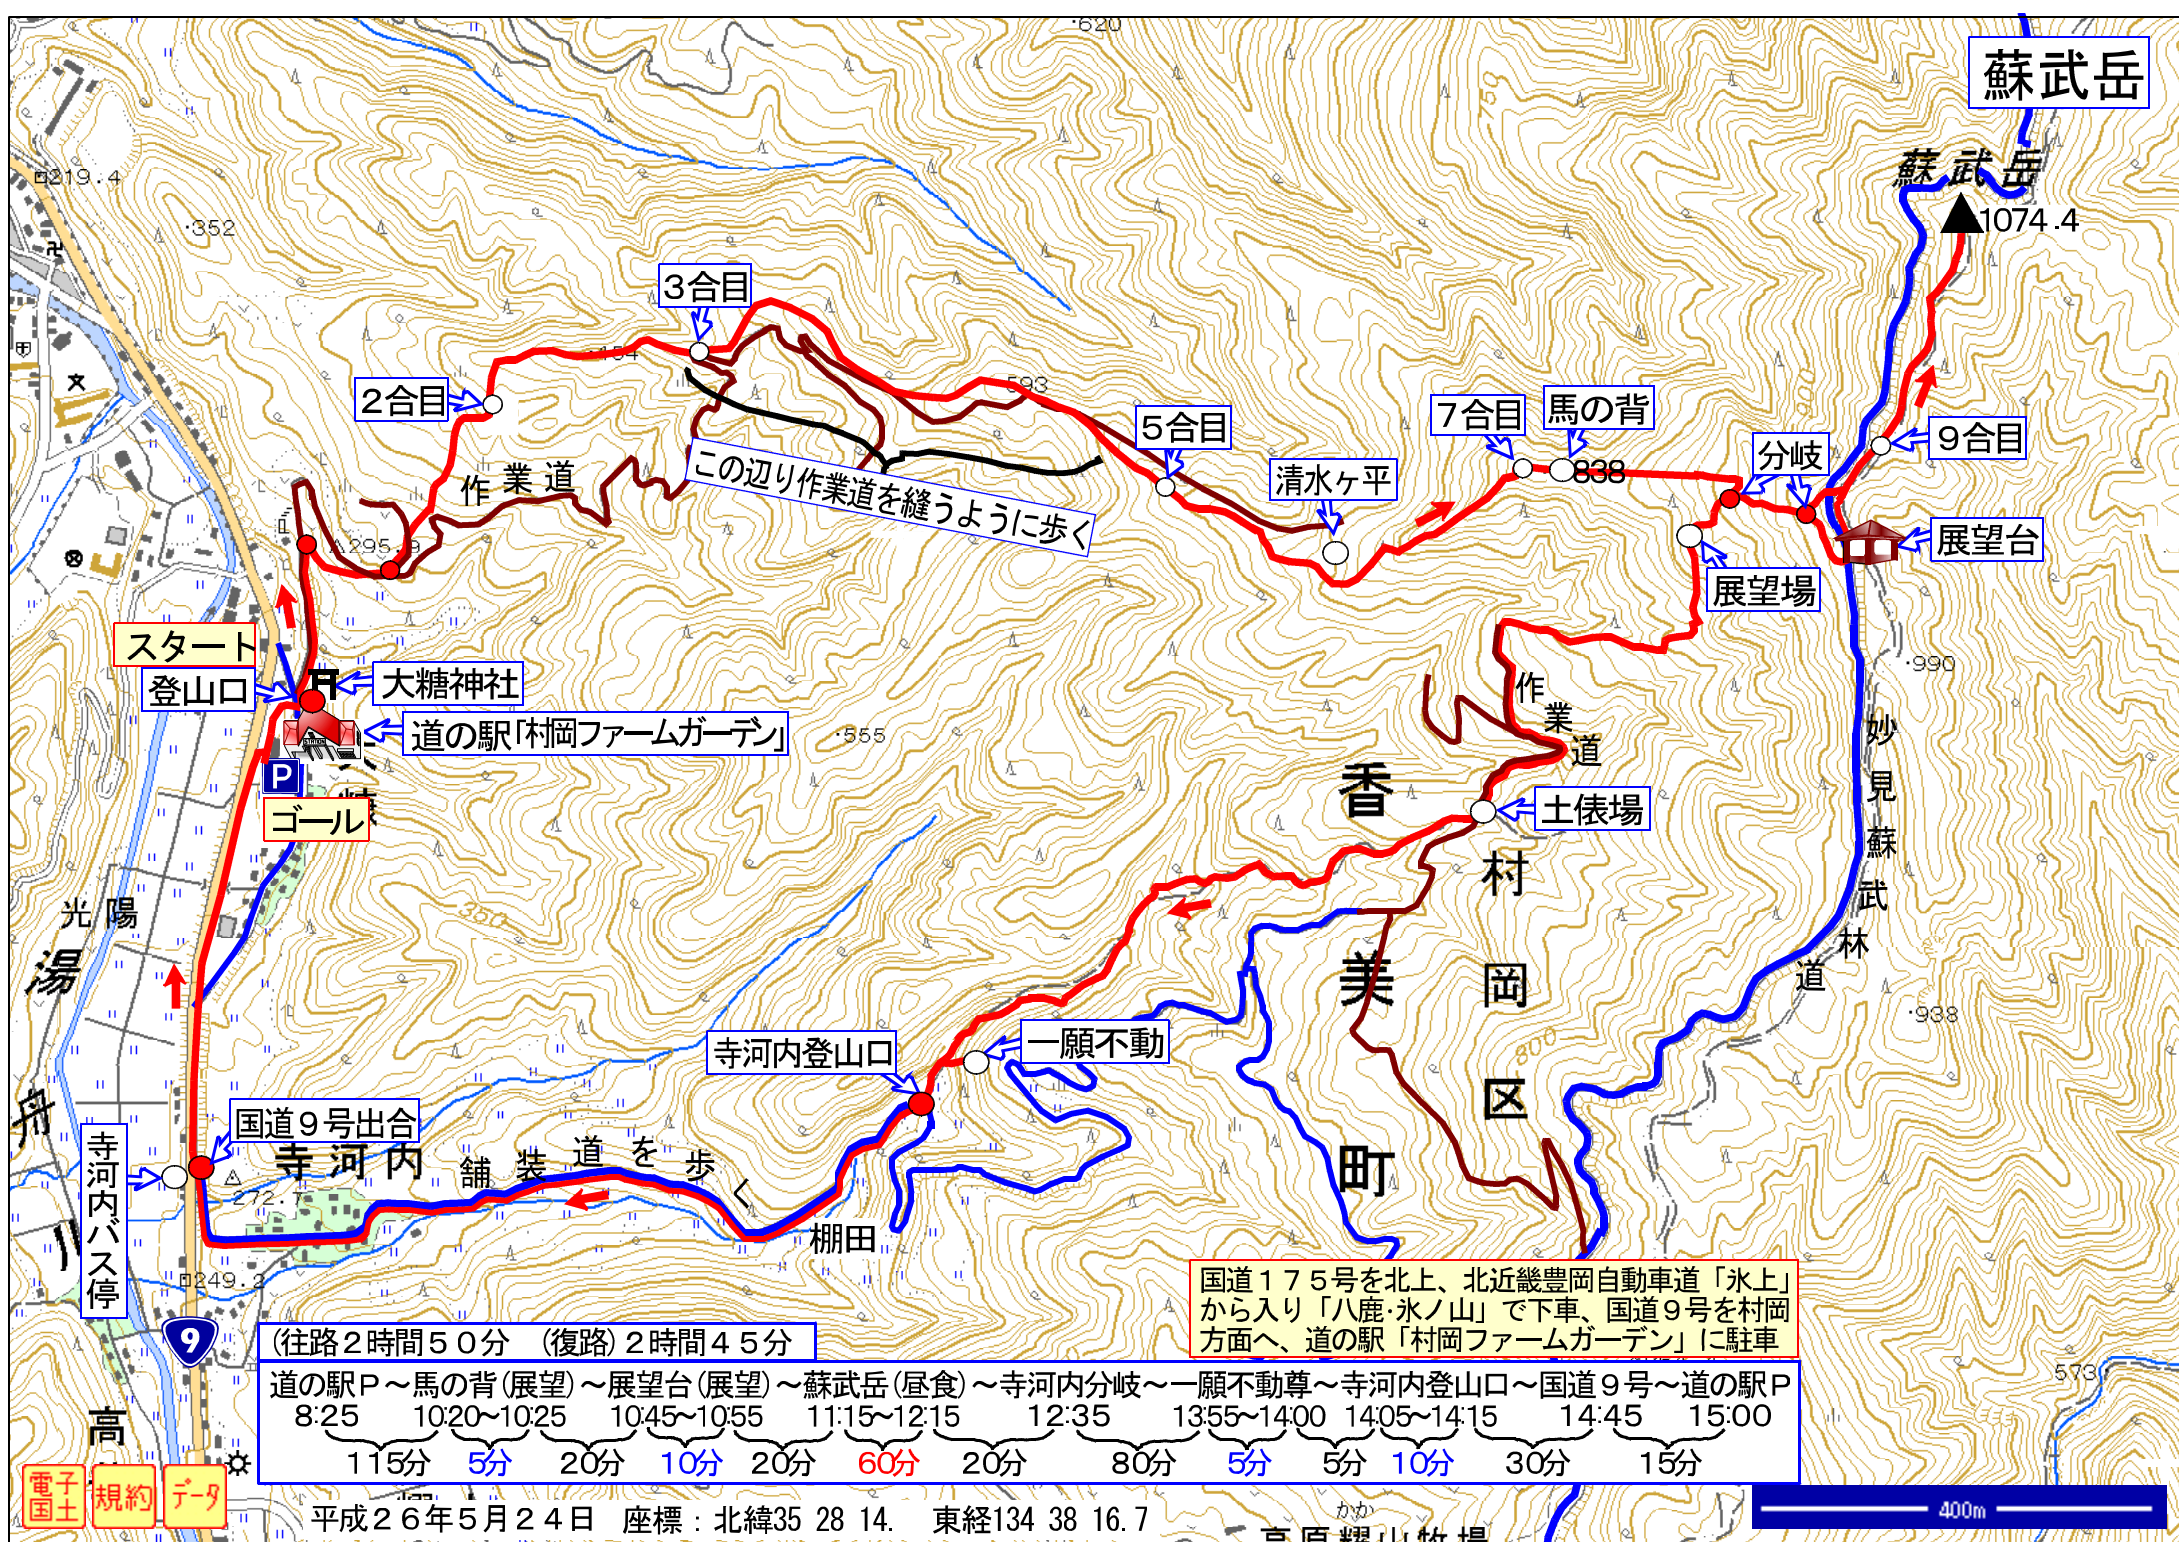 ・620
蘇武岳
□219.4
・352
蘇武岳
1074.4
3合目
・454
593
2合目
5合目
7合目
馬の背
838
分岐
9合目
900
750
作業道
この辺り作業道を縫うように歩く
清水ヶ平
△295.9
展望台
展望場
スタート
登山口
大糠神社
道の駅「村岡ファームガーデン」
P
ゴール
・555
・990
作業道
土俵場
妙見蘇武林道
香美町
村岡区
光陽
湯舟川
350
・938
800
寺河内登山口
一願不動
国道9号出合
寺河内
舗装道を歩く
寺河内バス停
272.7
棚田
□249.2
9
国道175号を北上、北近畿豊岡自動車道「氷上」
から入り「八鹿・氷ノ山」で下車、国道9号を村岡
方面へ、道の駅「村岡ファームガーデン」に駐車
(往路2時間50分 (復路)2時間45分
道の駅P~馬の背(展望)~展望台(展望)~蘇武岳(昼食)~寺河内分岐~一願不動尊~寺河内登山口~国道9号~道の駅P
8:25 10:20~10:25 10:45~10:55 11:15~12:15 12:35 13:55~14:00 14:05~14:15 14:45 15:00
115分 5分 20分 10分 20分 60分 20分 80分 5分 5分 10分 30分 15分
573
高
電子国土
規約
データ
400m
平成26年5月24日 座標:北緯35 28 14. 東経134 38 16.7